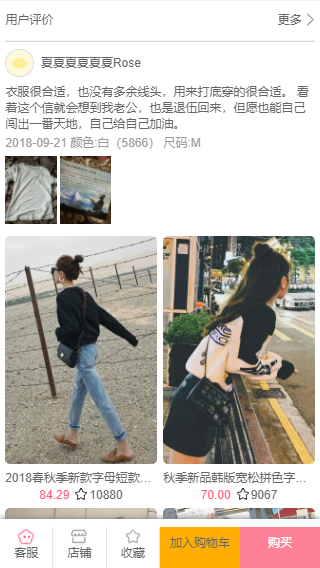 用户评价
更多
夏夏夏夏夏夏Rose
衣服很合适，也没有多余线头，用来打底穿的很合适。 看
着这个信就会想到我老公，也是退伍回来，但愿也能自己
闯出一番天地，自己给自己加油。
2018-09-21 颜色:白（5866） 尺码:M
2018春秋季新款字母短款...
84.29 10880
秋季新品韩版宽松拼色字...
70.00 9067
客服
店铺
收藏
加入购物车
购买